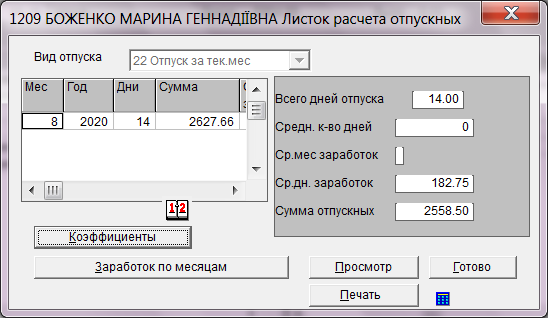 1209 БОЖЕНКО МАРИНА ГЕННАДІЇВНА Листок расчета отпускных
Вид отпуска 22 Отпуск за тек.мес
Мес Год Дни Сумма
8 2020 14 2627.66
Всего дней отпуска 14.00
Средн. к-во дней 0
Ср.мес заработок
Ср.дн. заработок 182.75
Сумма отпускных 2558.50
1 2
Коэффициенты
Заработок по месяцам Просмотр Готово
Печать